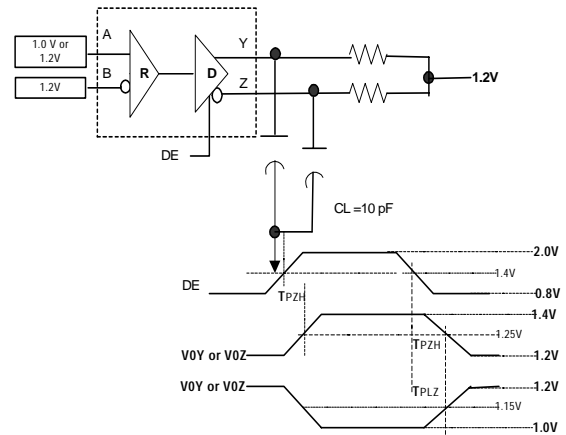 1.0 V or
1.2V
A
Y
B
R
D
Z
1.2V
1.2V
DE
CL =10 pF
2.0V
1.4V
DE
TPZH
0.8V
1.4V
1.25V
TPZH
V0Y or V0Z
1.2V
V0Y or V0Z
1.2V
TPLZ
1.15V
1.0V